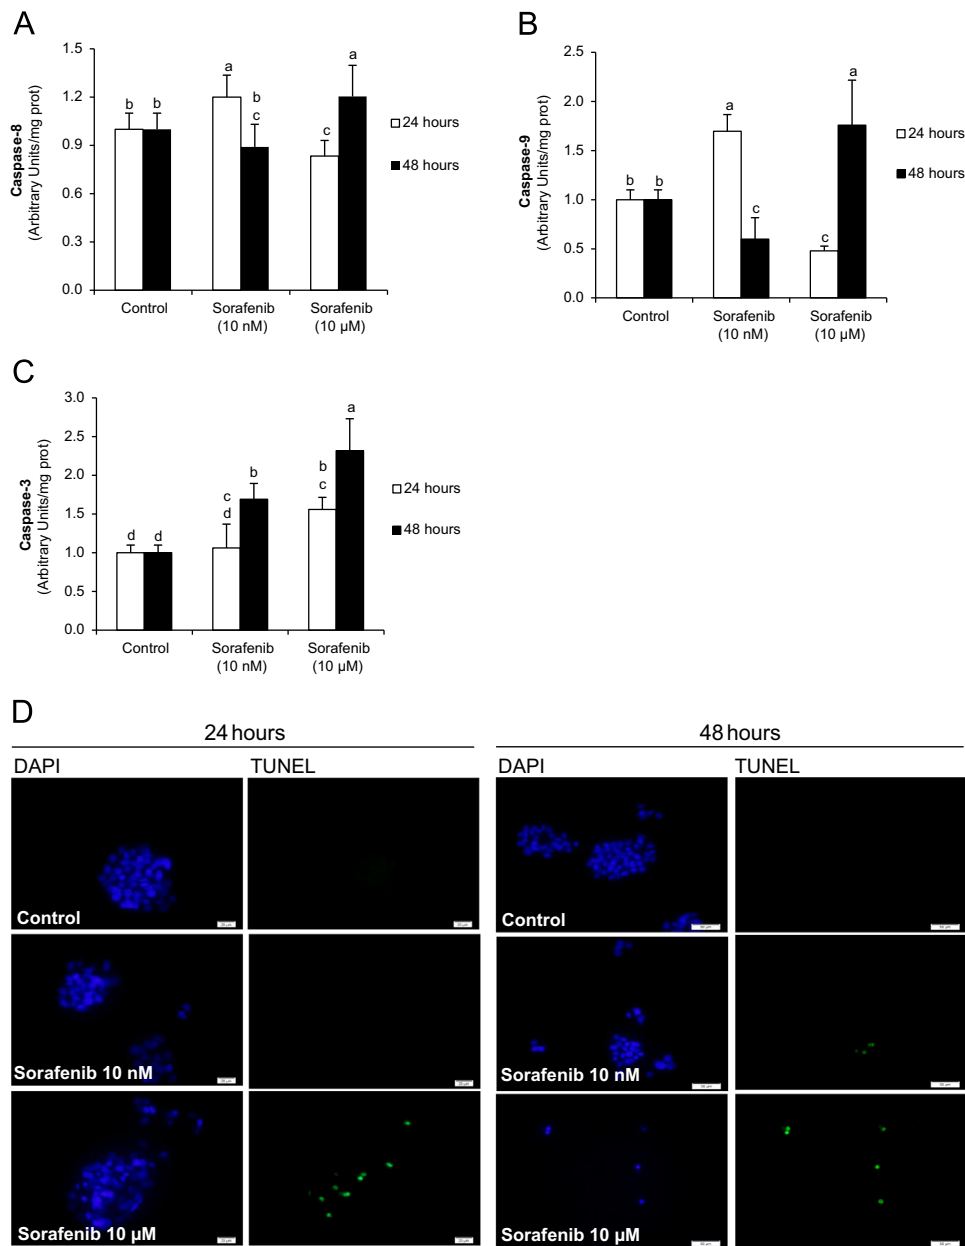 A
Caspase-8
(Arbitrary Units/mg prot)
1.5
1.2
0.9
0.6
0.3
0.0
b
b
a
b
c
c
a
24 hours
48 hours
Control
Sorafenib
(10 nM)
Sorafenib
(10 µM)
B
Caspase-9
(Arbitrary Units/mg prot)
2.5
2.0
1.5
1.0
0.5
0.0
b
b
a
c
c
a
24 hours
48 hours
Control
Sorafenib
(10 nM)
Sorafenib
(10 µM)
C
Caspase-3
(Arbitrary Units/mg prot)
3.0
2.5
2.0
1.5
1.0
0.5
0.0
d
d
c
d
b
b
c
a
24 hours
48 hours
Control
Sorafenib
(10 nM)
Sorafenib
(10 µM)
D
24 hours
DAPI
TUNEL
Control
Sorafenib 10 nM
Sorafenib 10 µM
48 hours
DAPI
TUNEL
Control
Sorafenib 10 nM
Sorafenib 10 µM